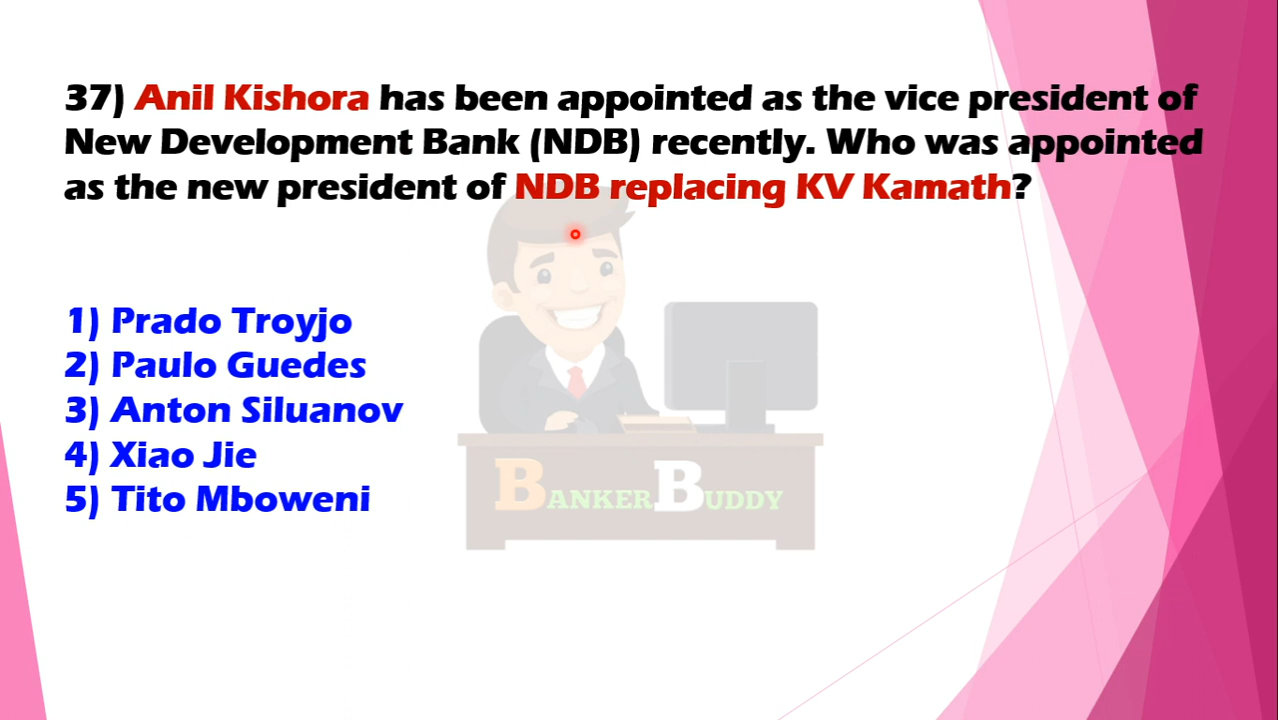 37) Anil Kishora has been appointed as the vice president of
New Development Bank (NDB) recently. Who was appointed
as the new president of NDB replacing KV Kamath?
1) Prado Troyjo
2) Paulo Guedes
3) Anton Siluanov
4) Xiao Jie
5) Tito Mboweni
BANKERBUDDY